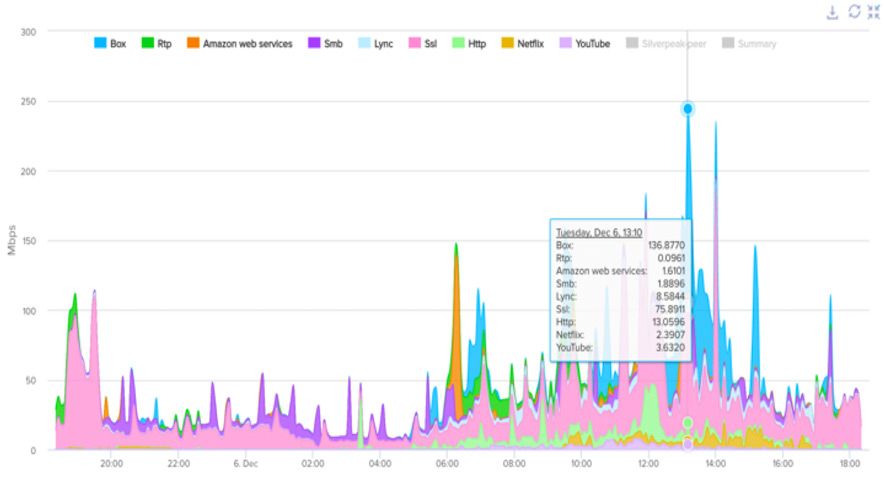 300
Box Rtp Amazon web services Smb Lync Ssl Http Netflix YouTube Silverpeak peer Summary
250
200
150
100
50
0
Mbps
Tuesday, Dec 6, 13:10
Box: 136.8770
Rtp: 0.0961
Amazon web services: 1.6101
Smb: 1.8896
Lync: 8.5844
Ssl: 75.8911
Http: 13.0596
Netflix: 2.3907
YouTube: 3.6320
20:00 22:00 6. Dec 02:00 04:00 06:00 08:00 10:00 12:00 14:00 16:00 18:00